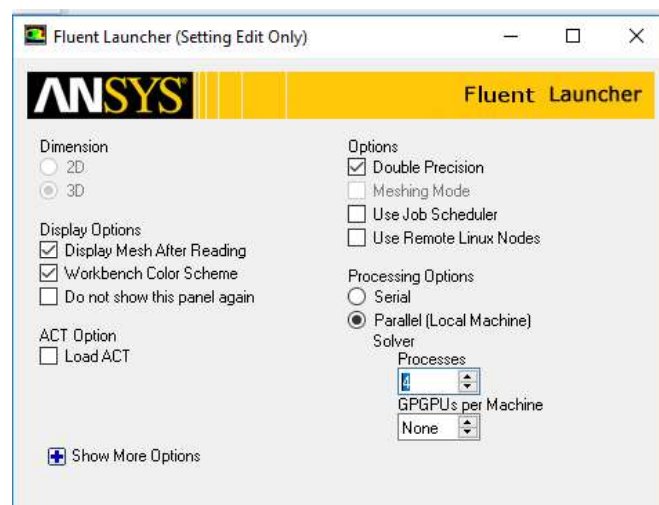 Fluent Launcher (Setting Edit Only)
ANSYS
Fluent Launcher
Dimension
2D
3D
Display Options
Display Mesh After Reading
Workbench Color Scheme
Do not show this panel again
ACT Option
Load ACT
Show More Options
Options
Double Precision
Meshing Mode
Use Job Scheduler
Use Remote Linux Nodes
Processing Options
Serial
Parallel (Local Machine)
Solver
Processes
4
GPGPUs per Machine
None